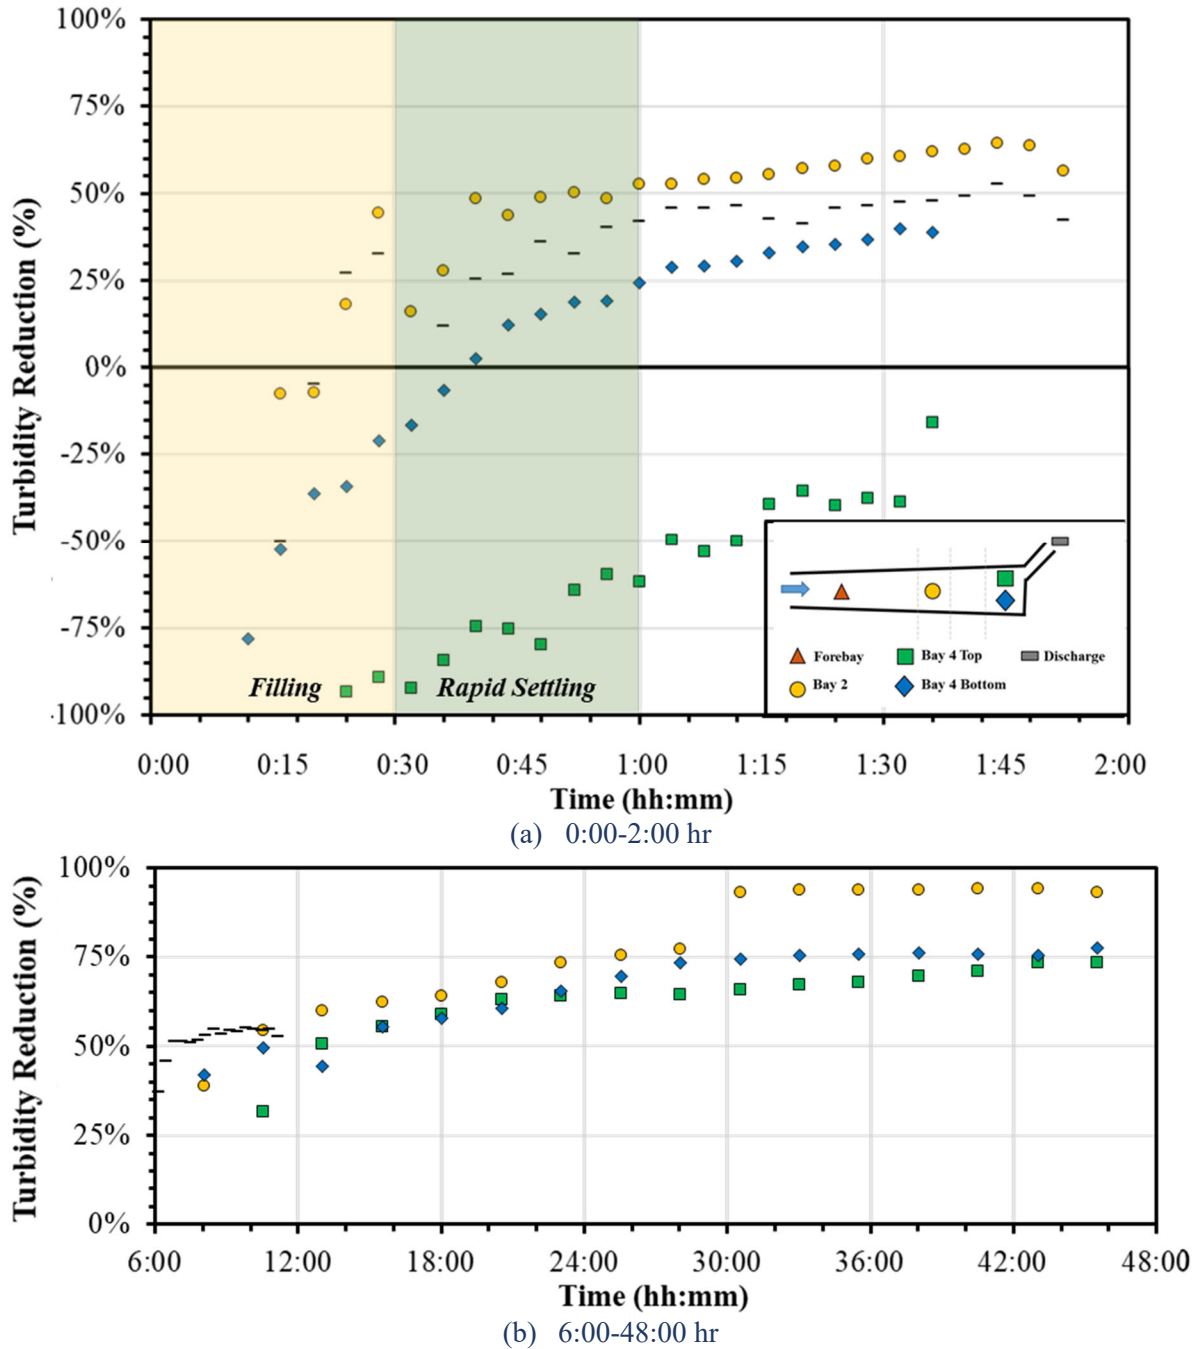 100%
75%
50%
25%
0%
-25%
-50%
-75%
-100%
Turbidity Reduction (%)
Filling
Rapid Settling
Forebay
Bay 4 Top
Discharge
Bay 2
Bay 4 Bottom
0:00 0:15 0:30 0:45 1:00 1:15 1:30 1:45 2:00
Time (hh:mm)
(a) 0:00-2:00 hr
100%
75%
50%
25%
0%
Turbidity Reduction (%)
6:00 12:00 18:00 24:00 30:00 36:00 42:00 48:00
Time (hh:mm)
(b) 6:00-48:00 hr